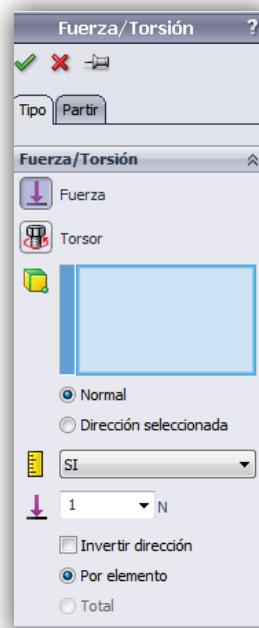 Fuerza/Torsión ?
Tipo Partir
Fuerza/Torsión
Fuerza
Torsor
Normal
Dirección seleccionada
SI
1 N
Invertir dirección
Por elemento
Total